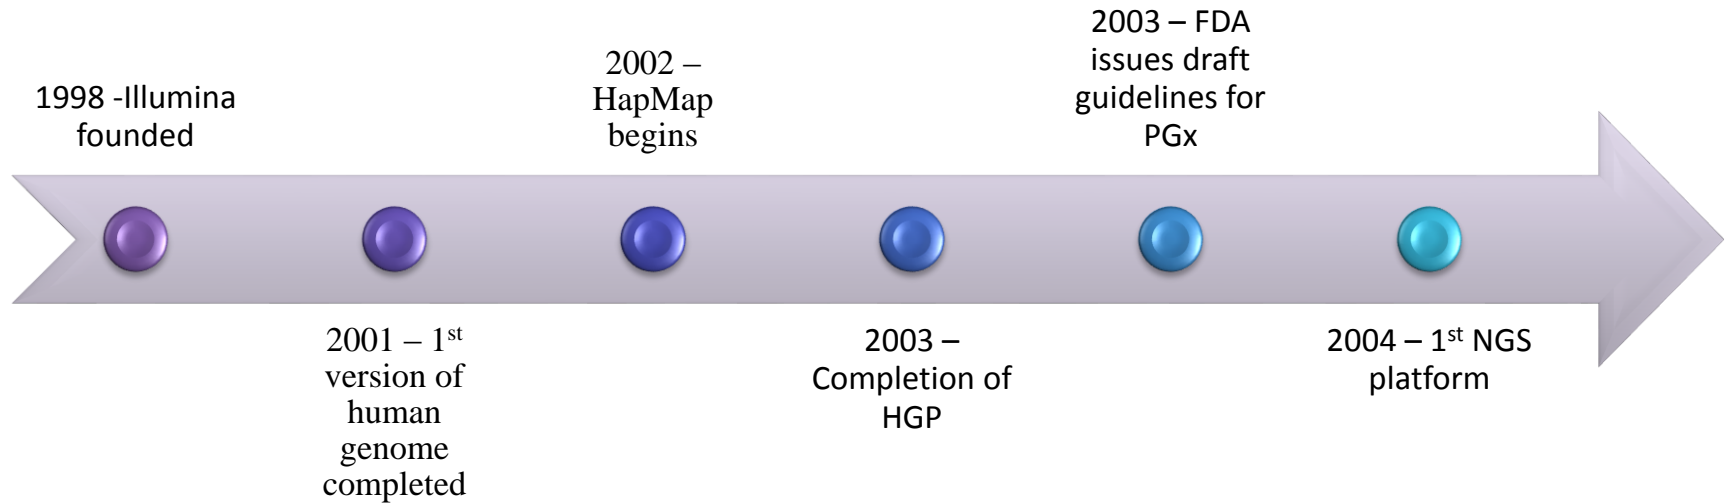 1998 -Illumina
founded
2001 – 1st
version of
human
genome
completed
2002 –
HapMap
begins
2003 –
Completion of
HGP
2003 – FDA
issues draft
guidelines for
PGx
2004 – 1st NGS
platform